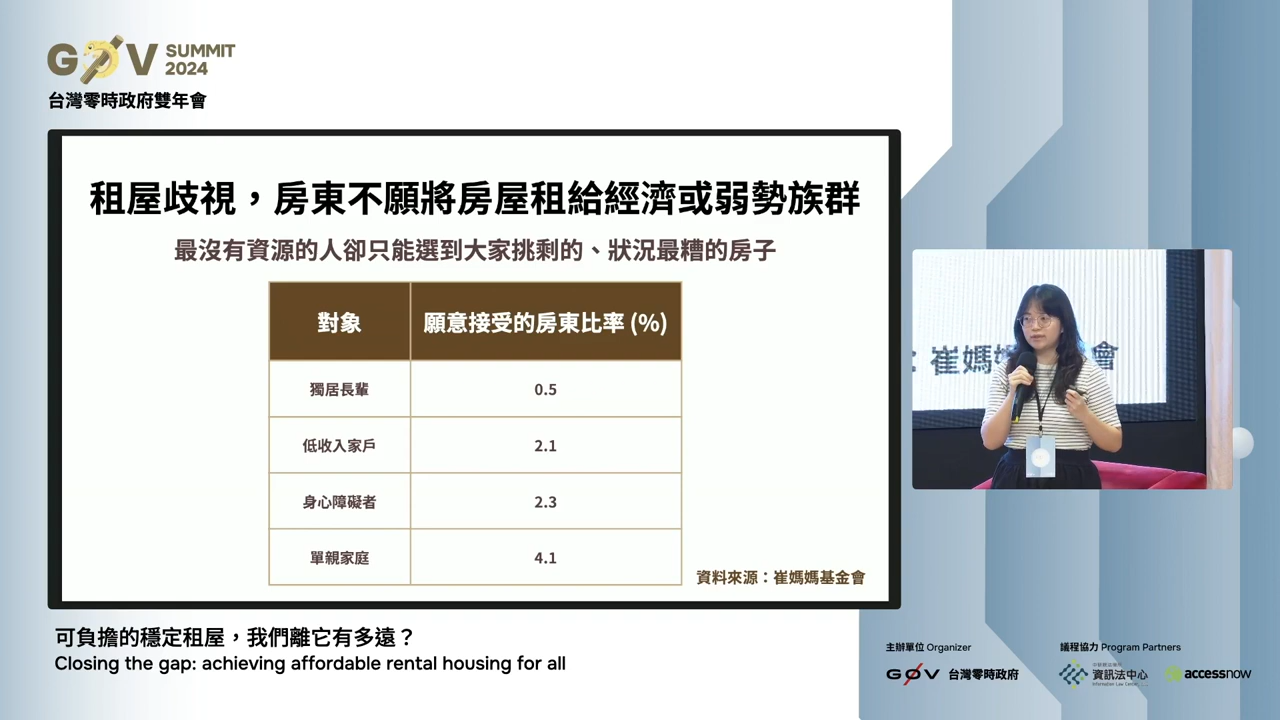 G0V SUMMIT 2024
台灣零時政府雙年會
租屋歧視，房東不願將房屋租給經濟或弱勢族群
最沒有資源的人卻只能選到大家挑剩的、狀況最糟的房子
對象 願意接受的房東比率 (%)
獨居長輩 0.5
低收入家戶 2.1
身心障礙者 2.3
單親家庭 4.1
資料來源：崔媽媽基金會
：崔媽媽 會
可負擔的穩定租屋，我們離它有多遠？
Closing the gap: achieving affordable rental housing for all
主辦單位 Organizer
G0V 台灣零時政府
議程協力 Program Partners
資訊法中心
Information Law Center
accessnow